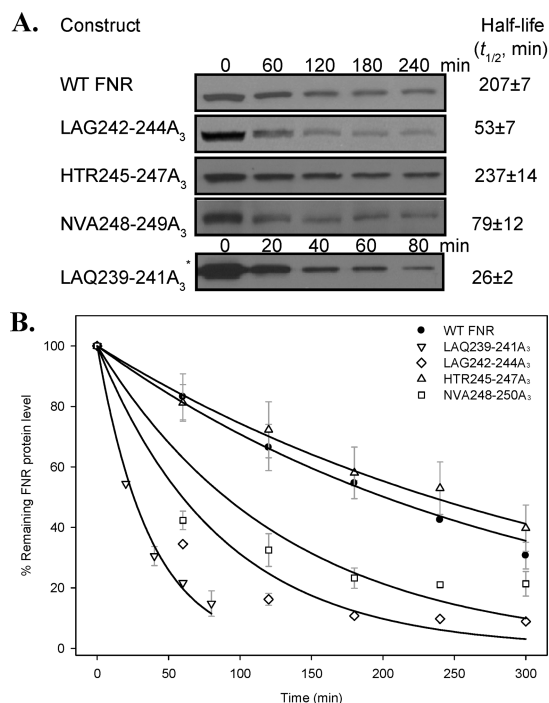 A. Construct Half-life
(t1/2, min)
0 60 120 180 240 min
WT FNR 207±7
LAG242-244A3 53±7
HTR245-247A3 237±14
NVA248-249A3 79±12
0 20 40 60 80 min
LAQ239-241A3 * 26±2
B.
WT FNR
LAQ239-241A3
LAG242-244A3
HTR245-247A3
NVA248-250A3
% Remaining FNR protein level
100
80
60
40
20
0
0 50 100 150 200 250 300
Time (min)